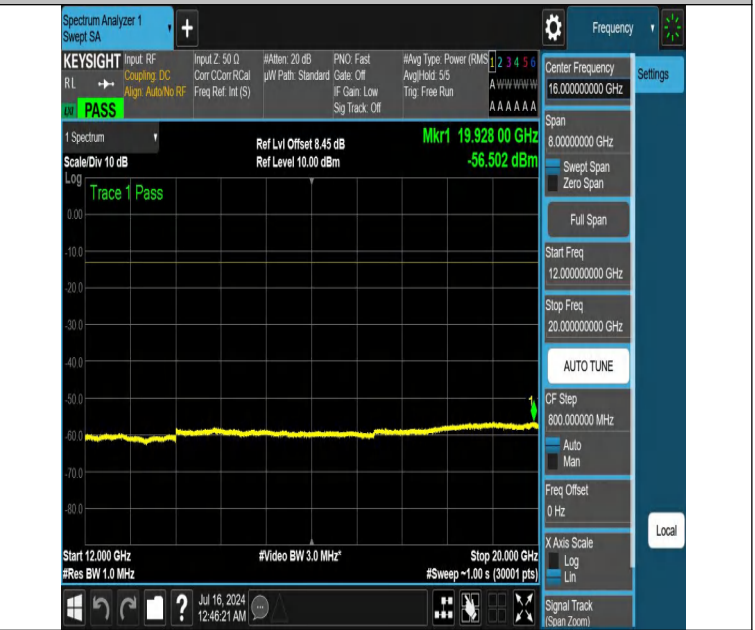 Spectrum Analyzer 1
Swept SA
+
Frequency
KEYSIGHT
RL
PASS
Input: RF
Coupling: DC
Align: Auto/No RF
Input Z: 50 Ω
Corr CCorr RCal
Freq Ref: Int (S)
#Atten: 20 dB
µW Path: Standard
PNO: Fast
Gate: Off
IF Gain: Low
Sig Track: Off
#Avg Type: Power (RMS
Avg|Hold: 5/5
Trig: Free Run
1 2 3 4 5 6
A W W W W W
A A A A A A
1 Spectrum
Scale/Div 10 dB
Ref Lvl Offset 8.45 dB
Ref Level 10.00 dBm
Mkr1 19.928 00 GHz
-56.502 dBm
Log
Trace 1 Pass
0.00
-10.0
-20.0
-30.0
-40.0
-50.0
-60.0
-70.0
-80.0
1
Start 12.000 GHz
#Res BW 1.0 MHz
#Video BW 3.0 MHz*
Stop 20.000 GHz
#Sweep ~1.00 s (30001 pts)
Center Frequency
16.000000000 GHz
Span
8.00000000 GHz
Swept Span
Zero Span
Full Span
Start Freq
12.000000000 GHz
Stop Freq
20.000000000 GHz
AUTO TUNE
CF Step
800.000000 MHz
Auto
Man
Freq Offset
0 Hz
X Axis Scale
Log
Lin
Signal Track
(Span Zoom)
Settings
Local
?
Jul 16, 2024
12:46:21 AM